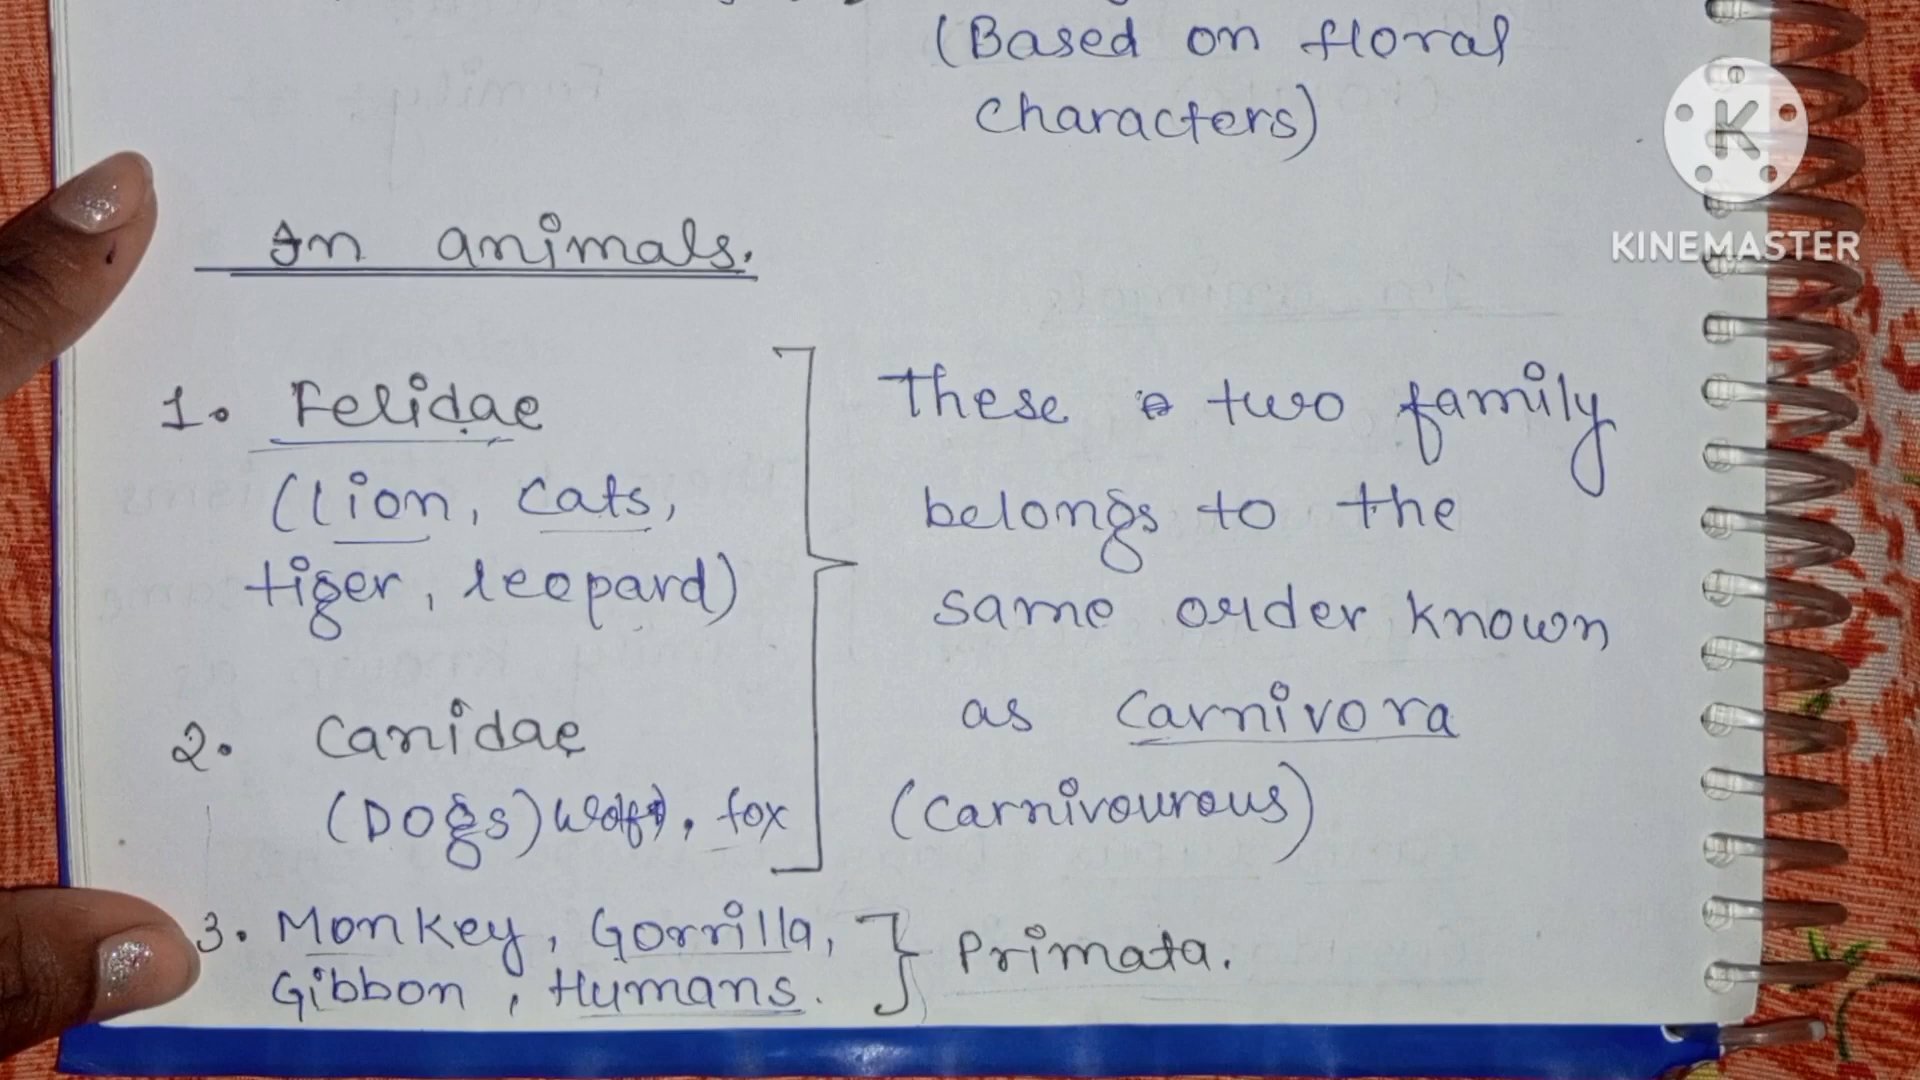 (Based on floral
characters)
KINEMASTER
In animals.
1. Felidae
(lion, cats,
tiger, leopard)
2. Canidae
(Dogs) , fox
These two family
belongs to the
same order known
as Carnivora
(Carnivourous)
3. Monkey, Gorrilla,
Gibbon, Humans.
Primata.